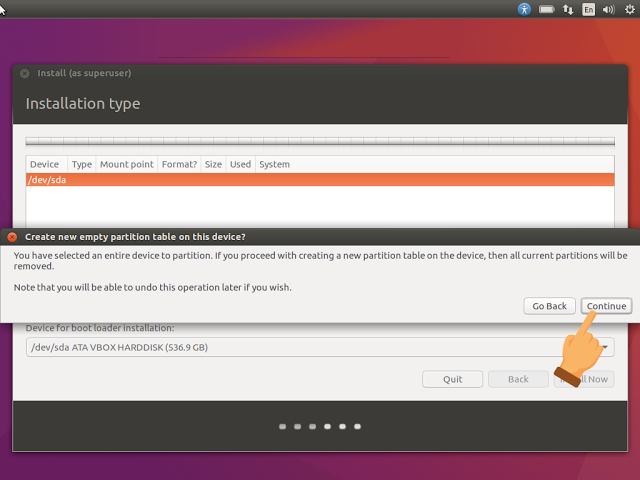 En
Install (as superuser)
Installation type
Device Type Mount point Format? Size Used System
/dev/sda
Create new empty partition table on this device?
You have selected an entire device to partition. If you proceed with creating a new partition table on the device, then all current partitions will be
removed.
Note that you will be able to undo this operation later if you wish.
Go Back Continue
Device for boot loader installation:
/dev/sda ATA VBOX HARDDISK (536.9 GB)
Quit Back Now